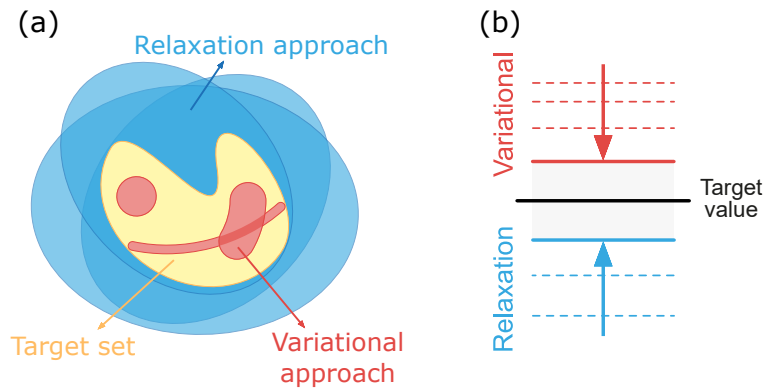 (a)
Relaxation approach
Target set
Variational
approach
(b)
Variational
Target
value
Relaxation